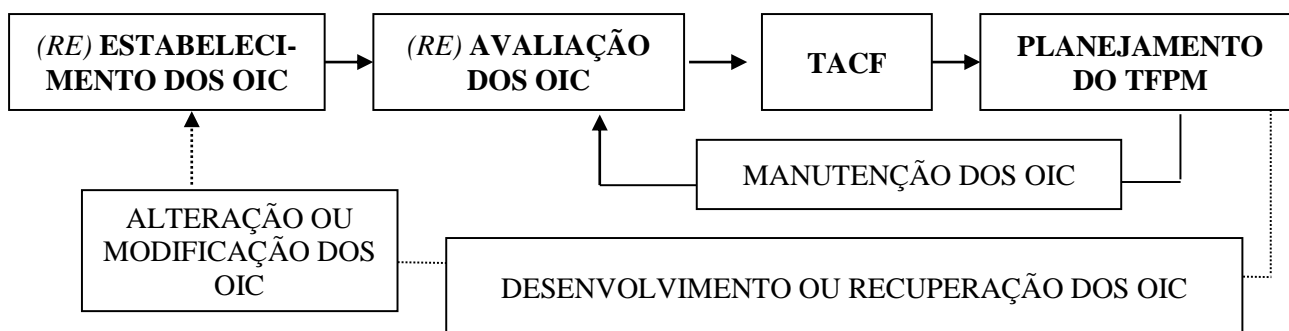 (RE) ESTABELECI-
MENTO DOS OIC
(RE) AVALIAÇÃO
DOS OIC
TACF
PLANEJAMENTO
DO TFPM
MANUTENÇÃO DOS OIC
ALTERAÇÃO OU
MODIFICAÇÃO DOS
OIC
DESENVOLVIMENTO OU RECUPERAÇÃO DOS OIC